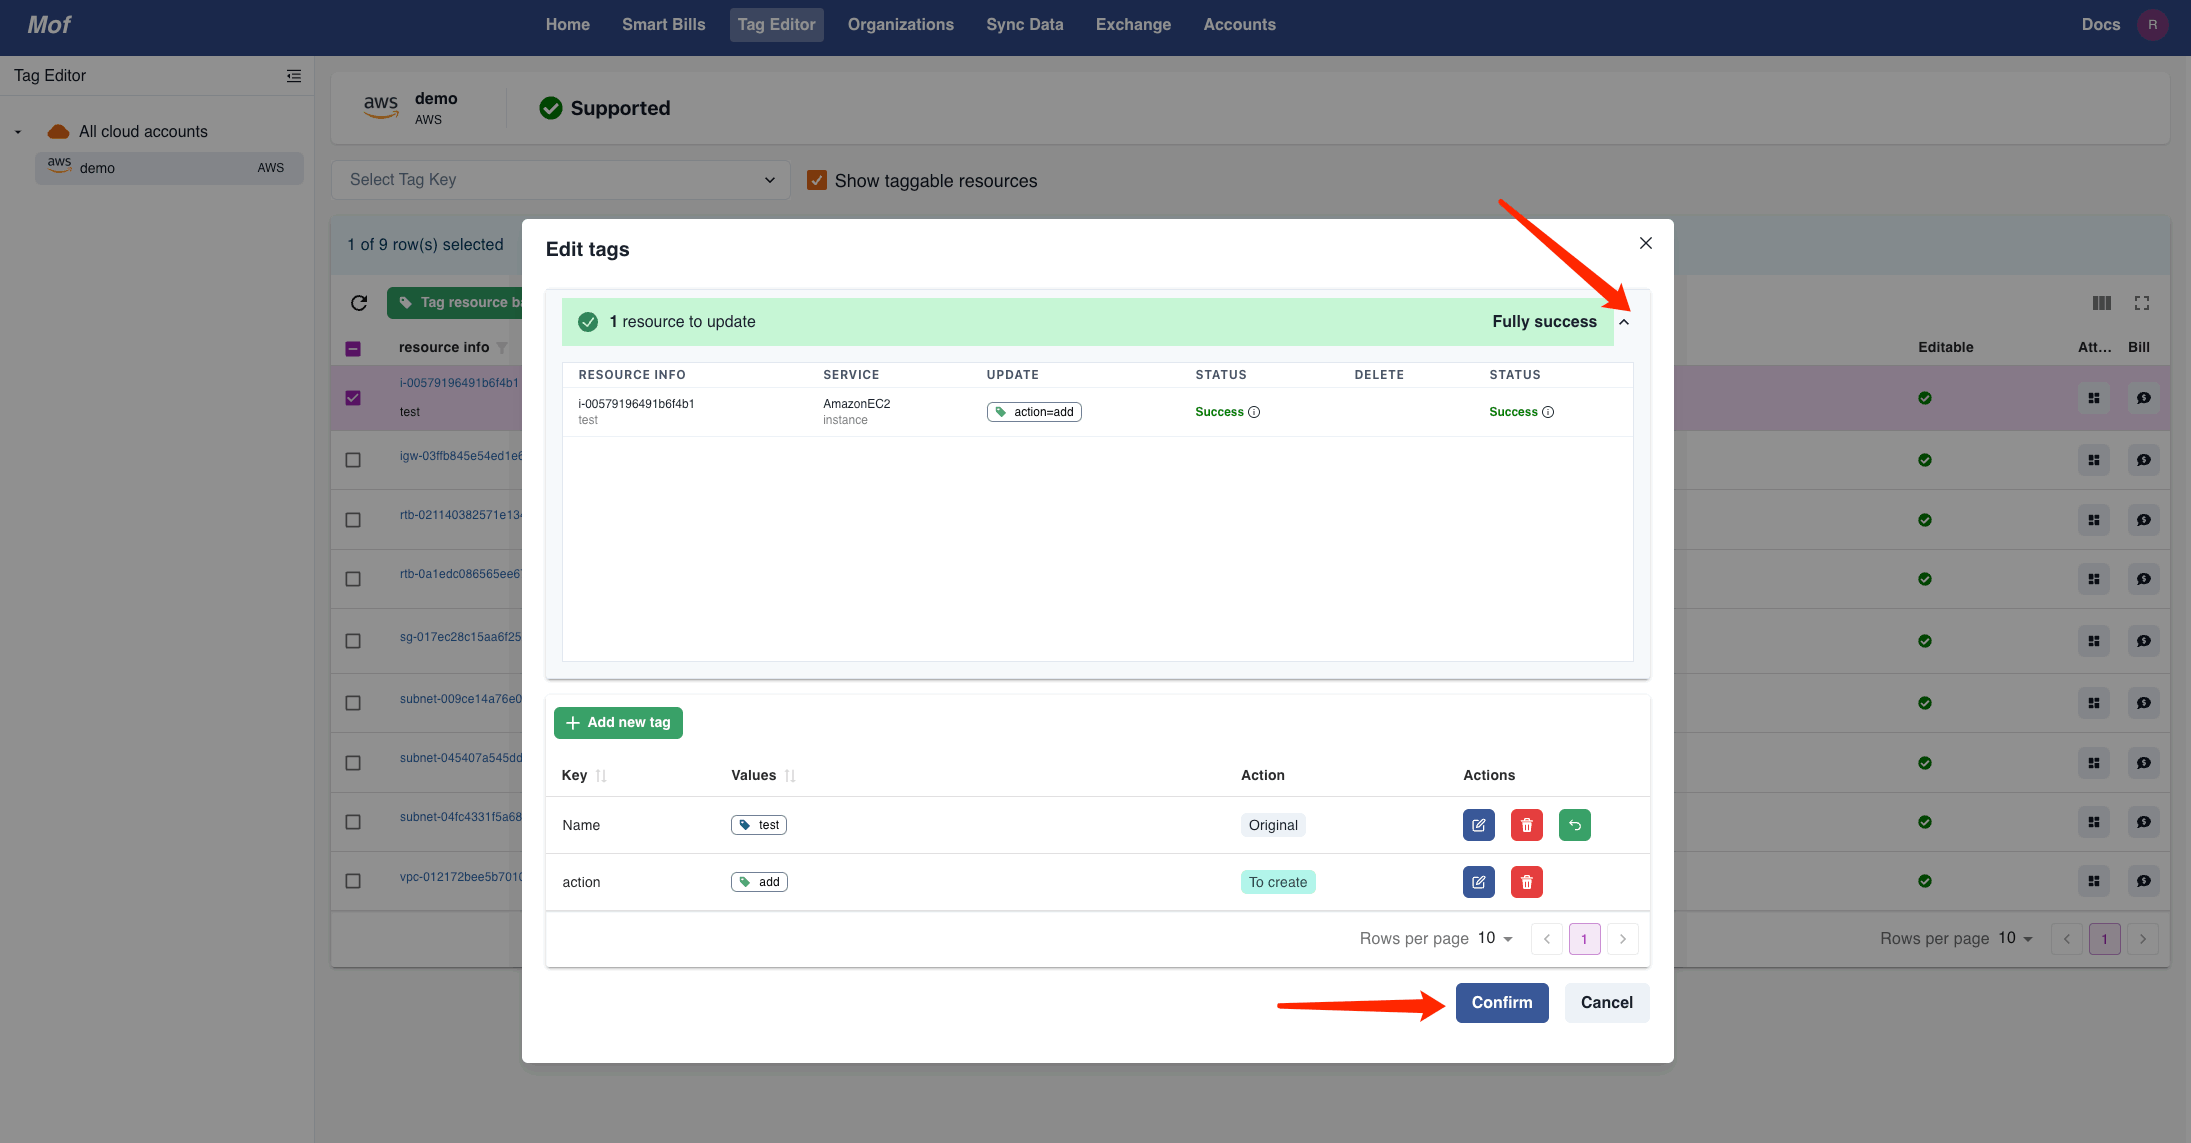 Mof
Home
Smart Bills
Tag Editor
Organizations
Sync Data
Exchange
Accounts
Docs
R
Tag Editor
All cloud accounts
aws
demo
AWS
aws
demo
AWS
Supported
Select Tag Key
Show taggable resources
1 of 9 row(s) selected
Tag resource ba
resource info
Editable
Att...
Bill
i-00579196491b6f4b1
test
igw-03ffb845e54ed1e6
rtb-021140382571e134
rtb-0a1edc086565ee67
sg-017ec28c15aa6f25
subnet-009ce14a76e0
subnet-045407a545dd
subnet-04fc4331f5a68
vpc-012172bee5b7010
Rows per page 10
1
Edit tags
1 resource to update
Fully success
RESOURCE INFO
SERVICE
UPDATE
STATUS
DELETE
STATUS
i-00579196491b6f4b1
test
AmazonEC2
instance
action=add
Success
Success
Add new tag
Key
Values
Action
Actions
Name
test
Original
action
add
To create
Rows per page 10
1
Confirm
Cancel